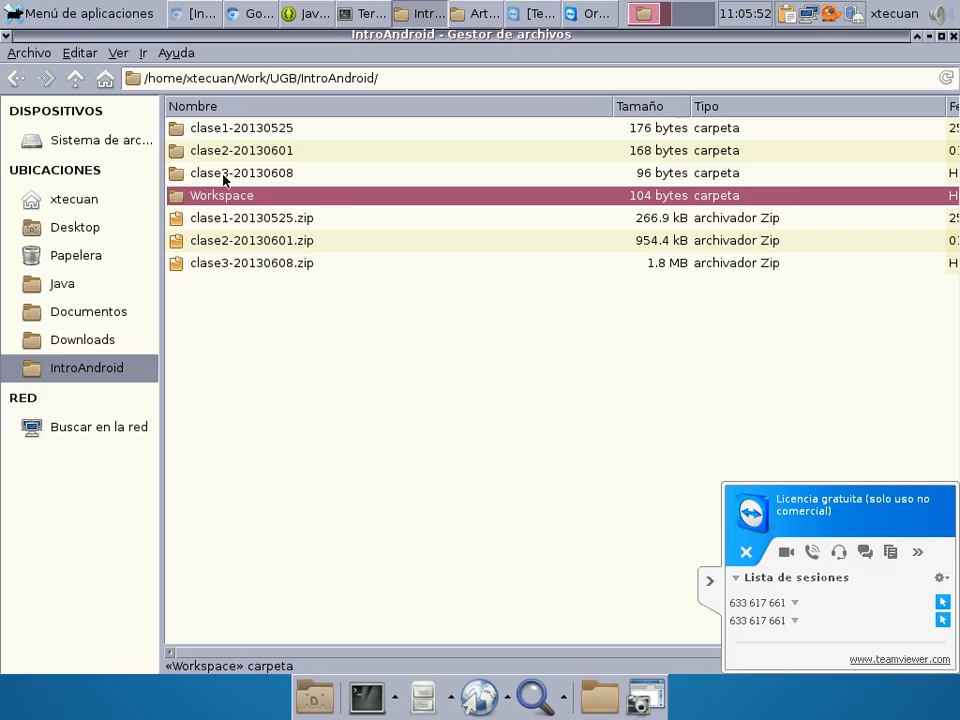 Menú de aplicaciones [In... Go... Jav... Ter... Intr... Art... [Te... Or... 11:05:52 xtecuan
IntroAndroid - Gestor de archivos
Archivo Editar Ver Ir Ayuda
/home/xtecuan/Work/UGB/IntroAndroid/
DISPOSITIVOS
Sistema de arc...
UBICACIONES
xtecuan
Desktop
Papelera
Java
Documentos
Downloads
IntroAndroid
RED
Buscar en la red
Nombre Tamaño Tipo Fe
clase1-20130525 176 bytes carpeta 25
clase2-20130601 168 bytes carpeta 01
clase3-20130608 96 bytes carpeta H
Workspace 104 bytes carpeta H
clase1-20130525.zip 266.9 kB archivador Zip 25
clase2-20130601.zip 954.4 kB archivador Zip 01
clase3-20130608.zip 1.8 MB archivador Zip H
«Workspace» carpeta
Licencia gratuita (solo uso no
comercial)
Lista de sesiones
633 617 661
633 617 661
www.teamviewer.com